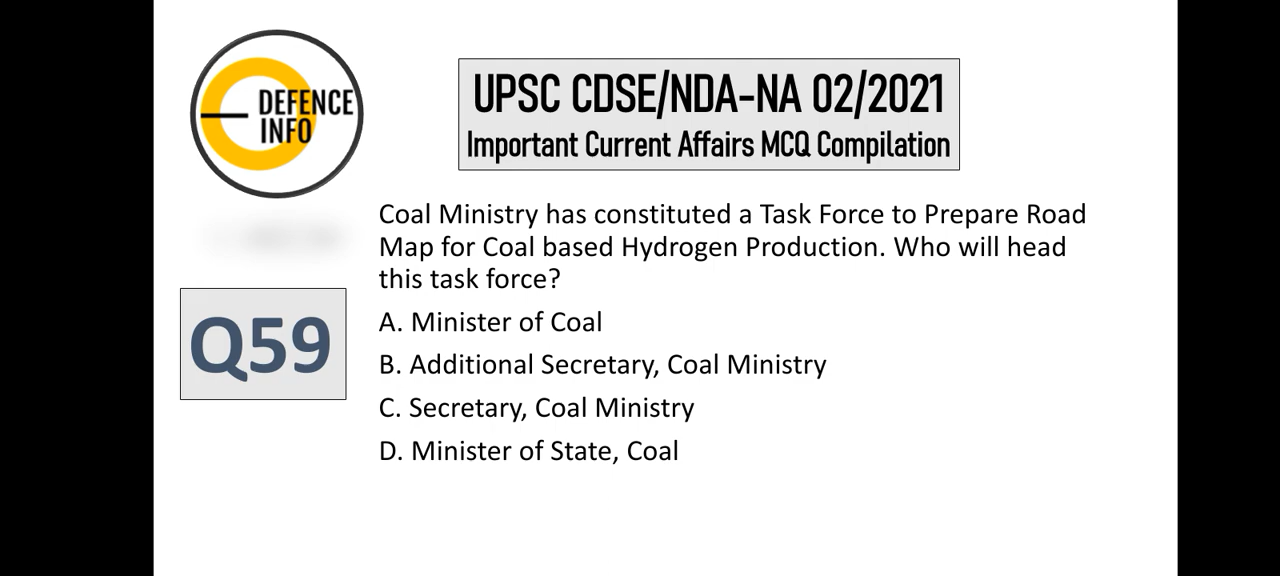 DEFENCE
INFO
UPSC CDSE/NDA-NA 02/2021
Important Current Affairs MCQ Compilation
Q59
Coal Ministry has constituted a Task Force to Prepare Road
Map for Coal based Hydrogen Production. Who will head
this task force?
A. Minister of Coal
B. Additional Secretary, Coal Ministry
C. Secretary, Coal Ministry
D. Minister of State, Coal